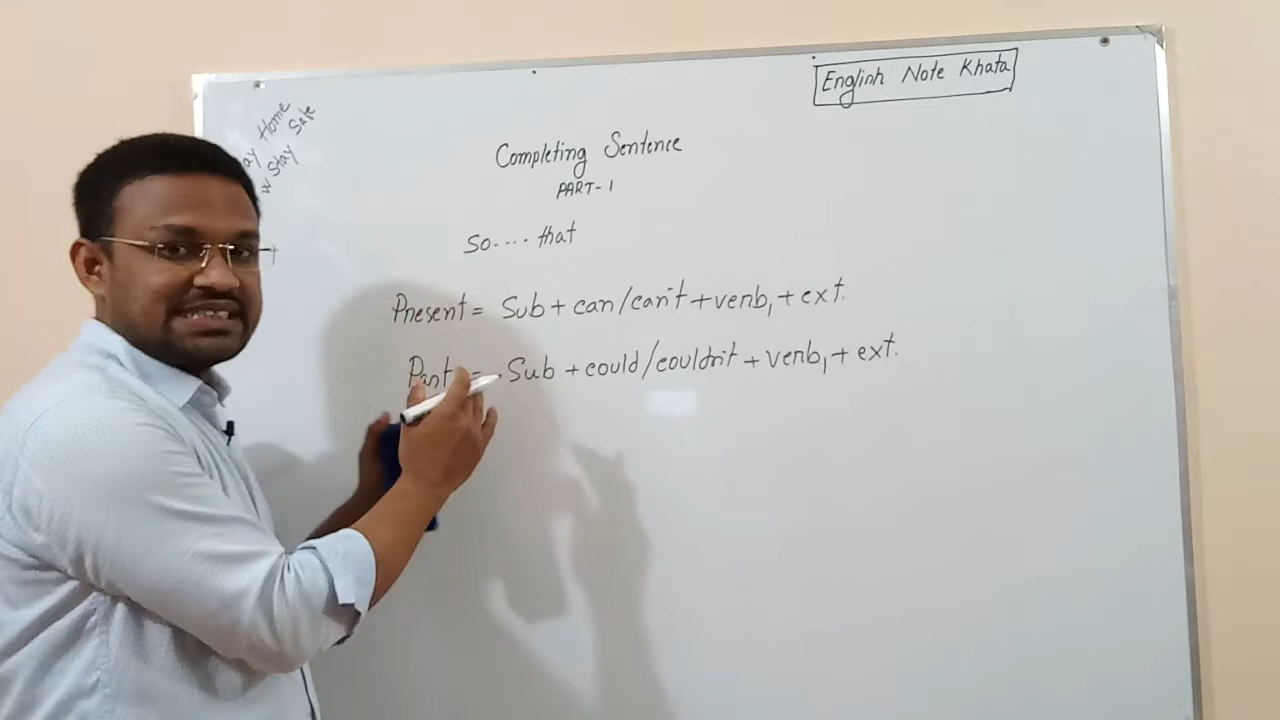 English Note Khata
Home
Stay Safe
Completing Sentence
PART-1
so.... that
Present = Sub + can/can't + verb1 + ext.
Past = Sub + could/couldn't + verb1 + ext.